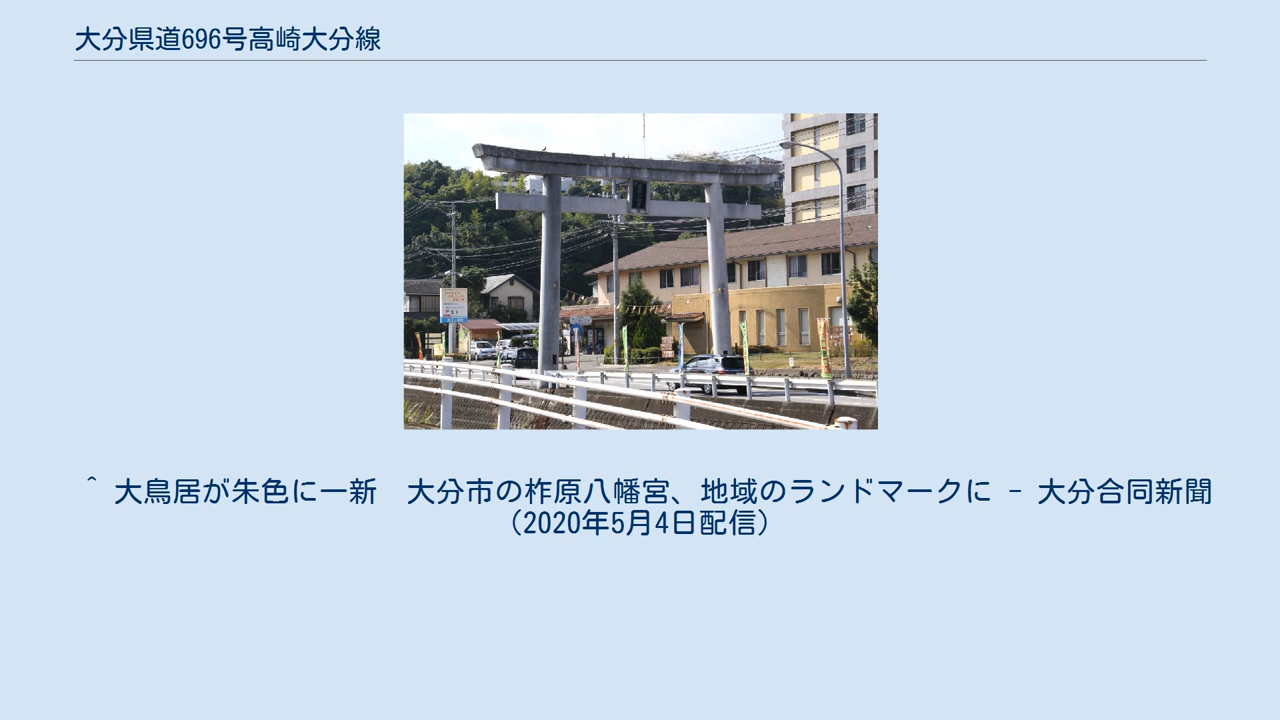 大分県道696号高崎大分線
^ 大鳥居が朱色に一新　大分市の柞原八幡宮、地域のランドマークに - 大分合同新聞
（2020年5月4日配信）